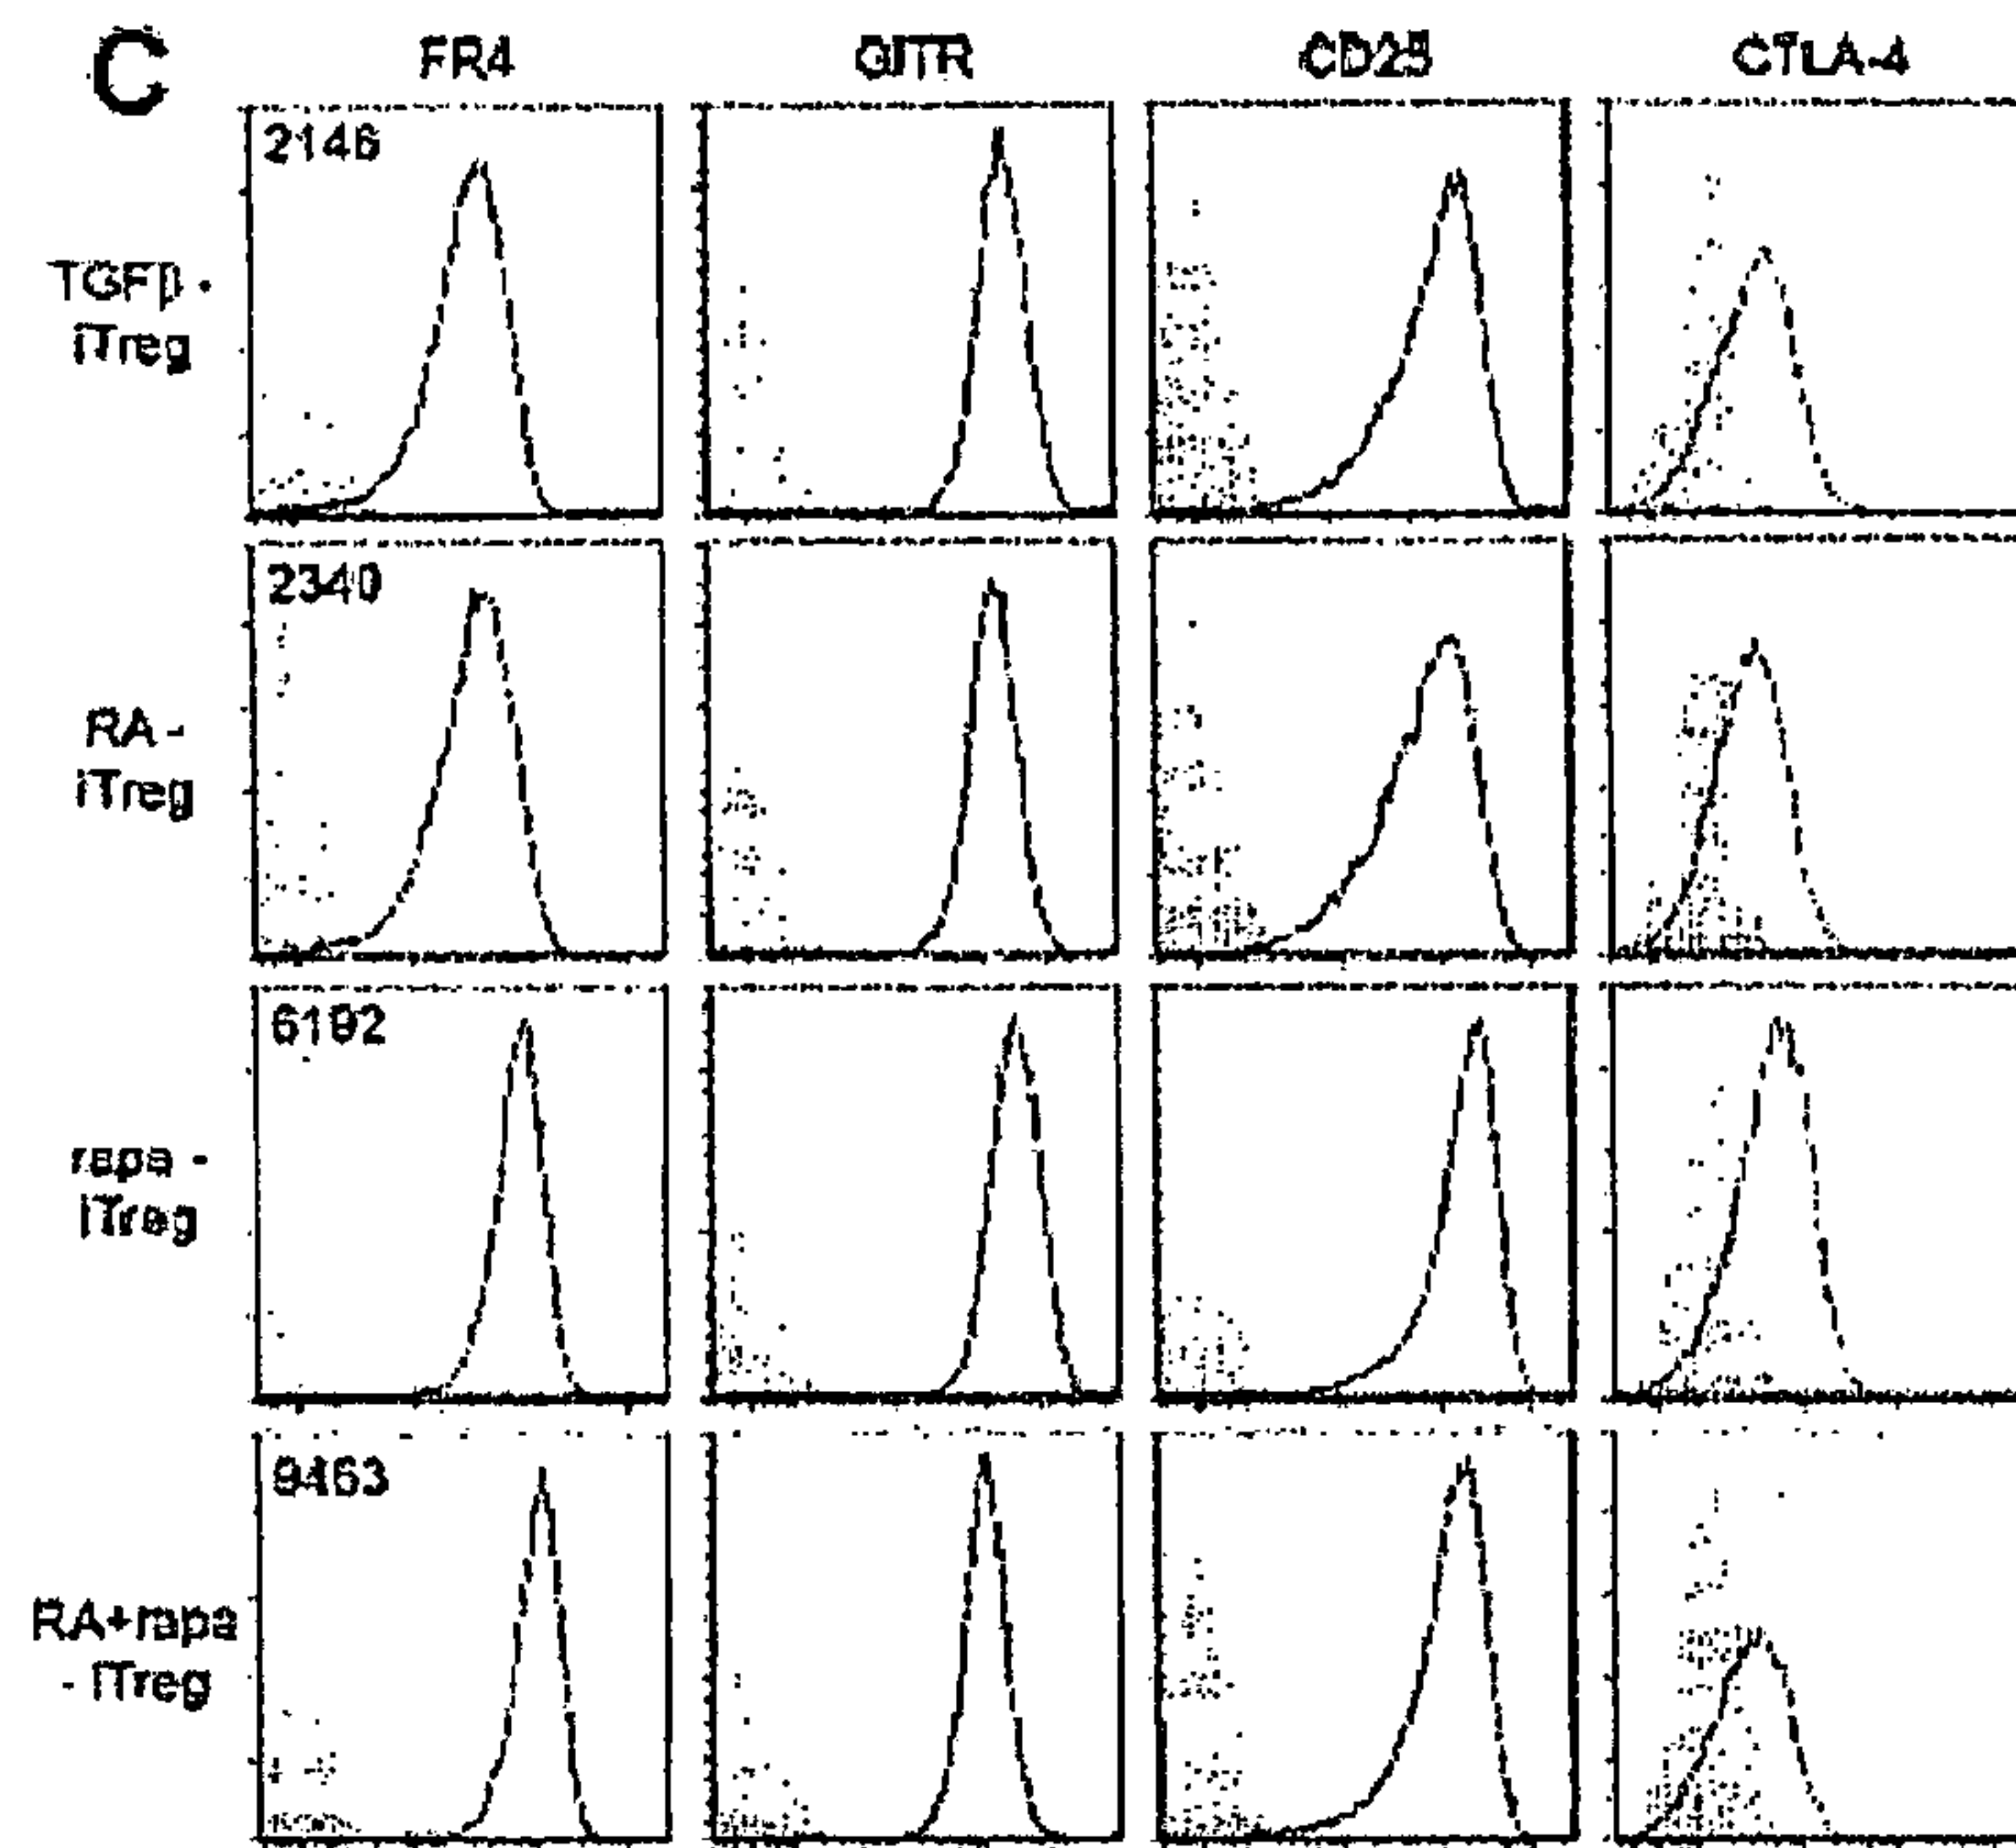 C
FR4 GITR CD25 CTLA-4
2146
TGFβ -
iTreg
2340
RA -
iTreg
6192
rapa -
iTreg
9463
RA+rapa
- iTreg